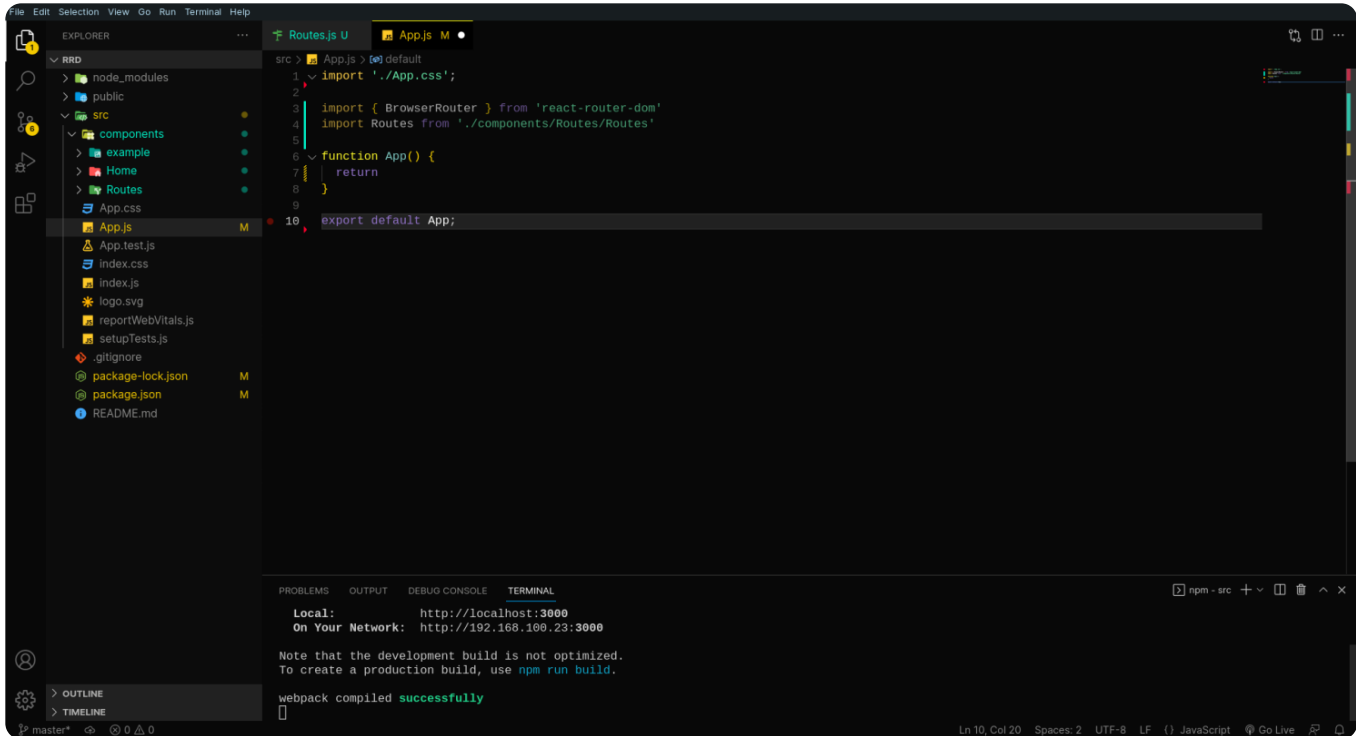 File Edit Selection View Go Run Terminal Help
EXPLORER ···
RRD
node_modules
public
src
components
example
Home
Routes
App.css
App.js M
App.test.js
index.css
index.js
logo.svg
reportWebVitals.js
setupTests.js
.gitignore
package-lock.json M
package.json M
README.md
OUTLINE
TIMELINE
1
6
Routes.js U App.js M ●
src > App.js > default
1 import './App.css';
2
3 import { BrowserRouter } from 'react-router-dom'
4 import Routes from './components/Routes/Routes'
5
6 function App() {
7 return
8 }
9
10 export default App;
PROBLEMS OUTPUT DEBUG CONSOLE TERMINAL npm - src
Local: http://localhost:3000
On Your Network: http://192.168.100.23:3000
Note that the development build is not optimized.
To create a production build, use npm run build.
webpack compiled successfully
master* 0 0 Ln 10, Col 20 Spaces: 2 UTF-8 LF {} JavaScript Go Live